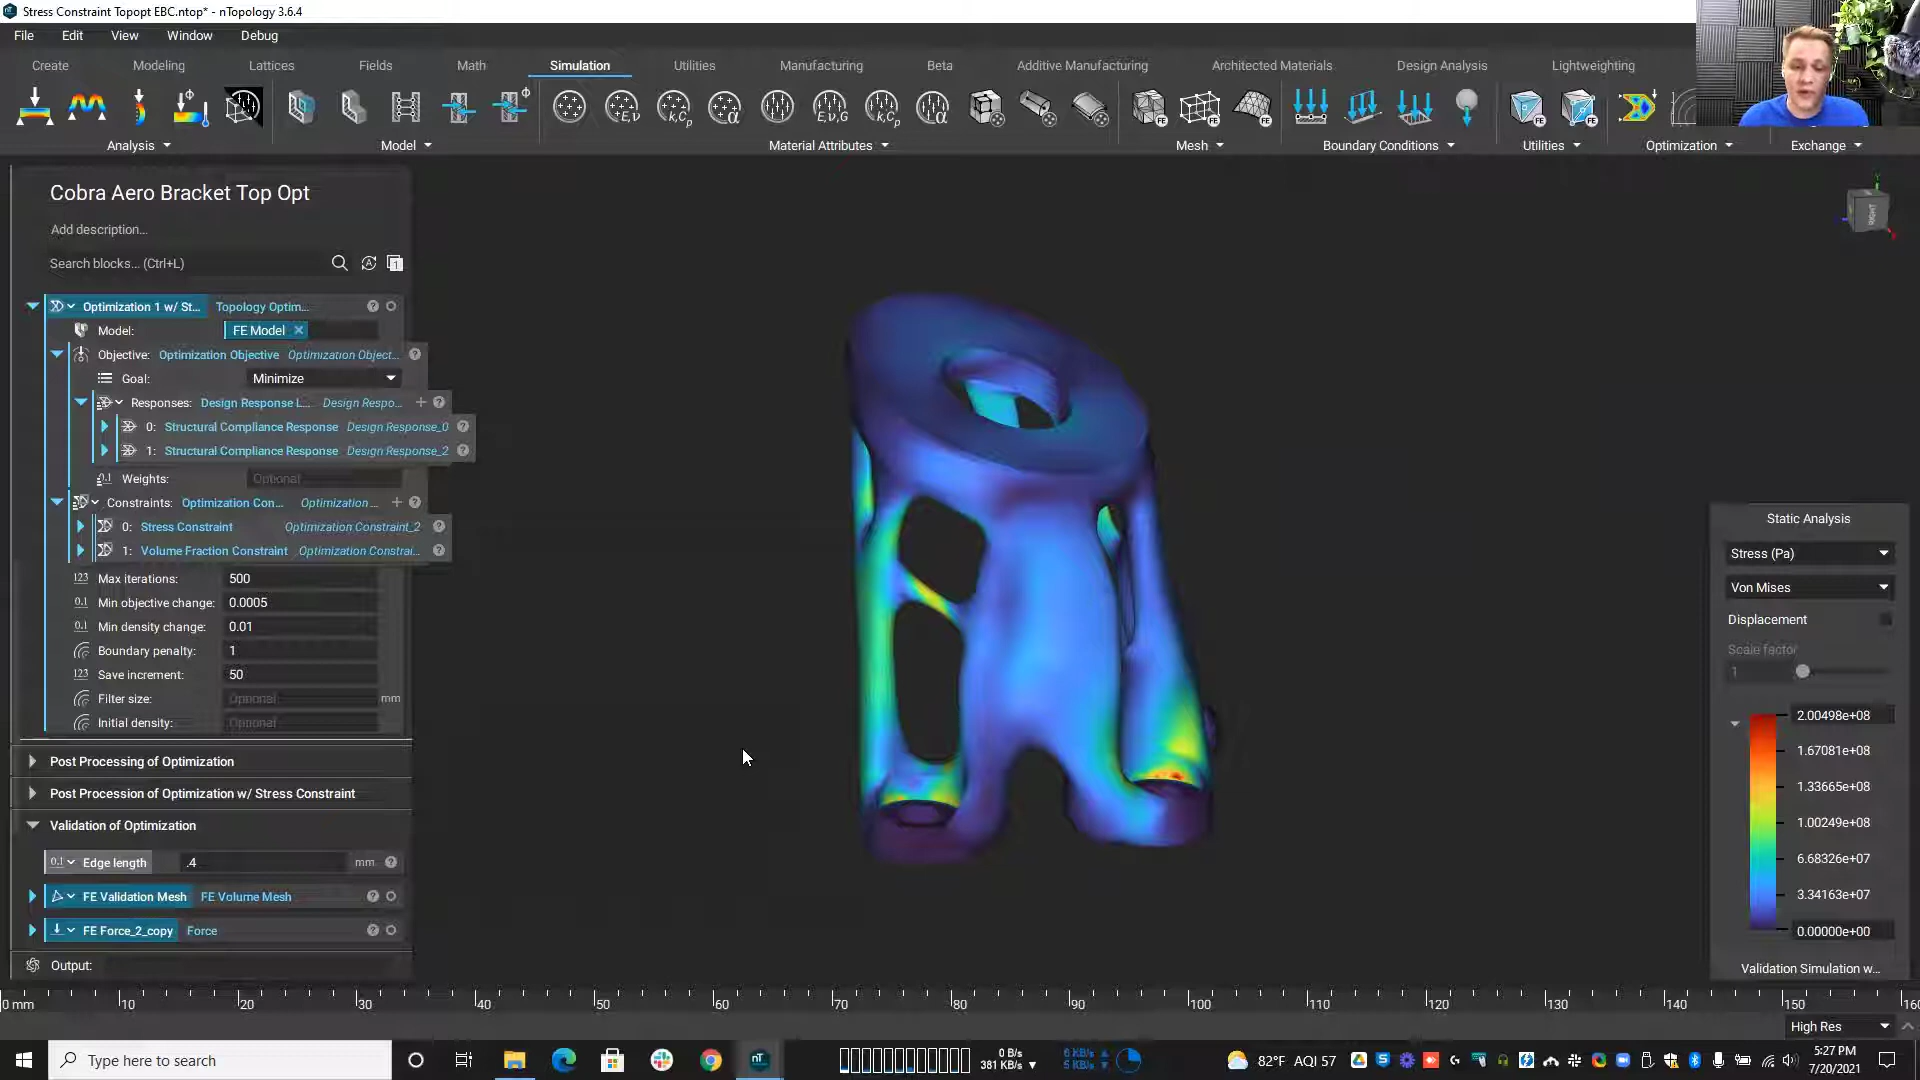 Stress Constraint Topopt EBC.ntop* - nTopology 3.6.4
File Edit View Window Debug
Create Modeling Lattices Fields Math Simulation Utilities Manufacturing Beta Additive Manufacturing Architected Materials Design Analysis Lightweighting
Analysis Model Material Attributes Mesh Boundary Conditions Utilities Optimization Exchange
Cobra Aero Bracket Top Opt
Add description...
Search blocks... (Ctrl+L)
Optimization 1 w/ St... Topology Optim...
Model: FE Model
Objective: Optimization Objective Optimization Object...
Goal: Minimize
Responses: Design Response L... Design Respo...
0: Structural Compliance Response Design Response_0
1: Structural Compliance Response Design Response_2
Weights: Optional
Constraints: Optimization Con... Optimization ...
0: Stress Constraint Optimization Constraint_2
1: Volume Fraction Constraint Optimization Constrai...
Max iterations: 500
Min objective change: 0.0005
Min density change: 0.01
Boundary penalty: 1
Save increment: 50
Filter size: Optional mm
Initial density: Optional
Post Processing of Optimization
Post Procession of Optimization w/ Stress Constraint
Validation of Optimization
Edge length .4 mm
FE Validation Mesh FE Volume Mesh
FE Force_2_copy Force
Output:
RIGHT
Static Analysis
Stress (Pa)
Von Mises
Displacement
Scale factor
1
2.00498e+08
1.67081e+08
1.33665e+08
1.00249e+08
6.68326e+07
3.34163e+07
0.00000e+00
Validation Simulation w...
0 mm 10 20 30 40 50 60 70 80 90 100 110 120 130 140 150 160
High Res
Type here to search
0 B/s
381 KB/s
6 KB/s
5 KB/s
82°F AQI 57
5:27 PM
7/20/2021